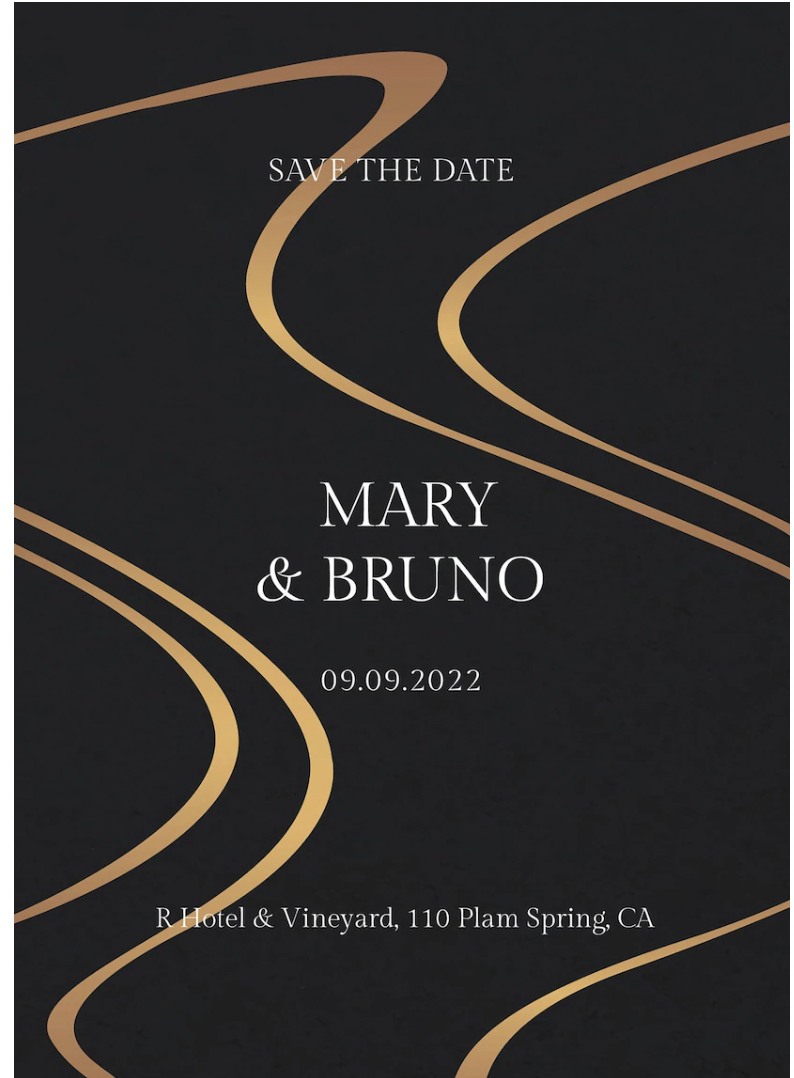 SAVE THE DATE
MARY
& BRUNO
09.09.2022
R Hotel & Vineyard, 110 Plam Spring, CA